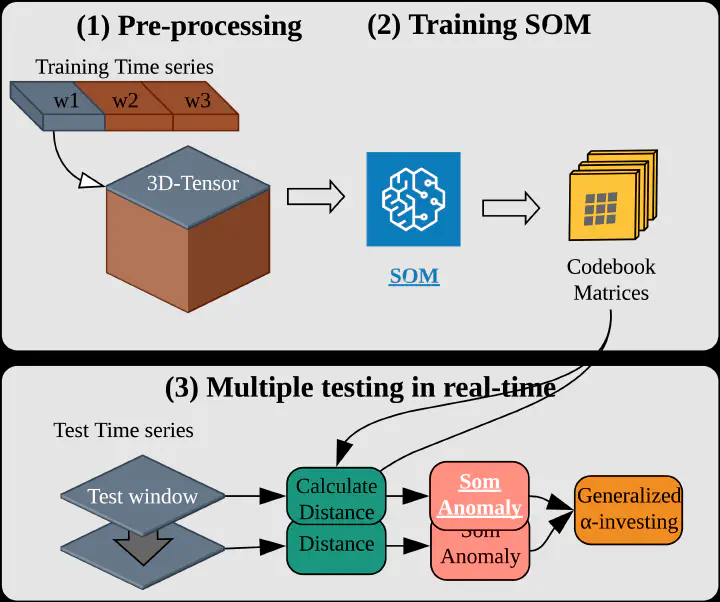 (1) Pre-processing
(2) Training SOM
Training Time series
w1 w2 w3
3D-Tensor
SOM
Codebook
Matrices
(3) Multiple testing in real-time
Test Time series
Test window
Calculate
Distance
Distance
Som
Anomaly
Som
Anomaly
Generalized
α-investing